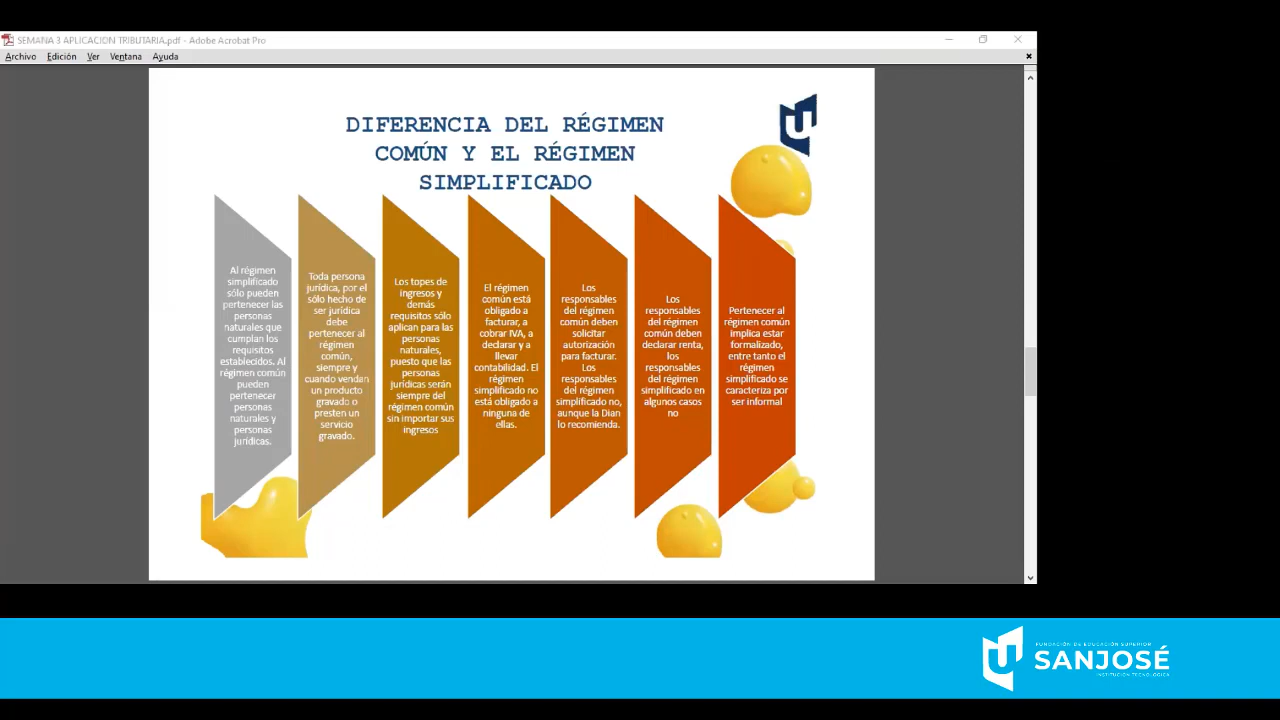 SEMANA 3 APLICACION TRIBUTARIA.pdf - Adobe Acrobat Pro
Archivo Edición Ver Ventana Ayuda
DIFERENCIA DEL RÉGIMEN
COMÚN Y EL RÉGIMEN
SIMPLIFICADO
Al régimen
simplificado
sólo pueden
pertenecer las
personas
naturales que
cumplan los
requisitos
establecidos. Al
régimen común
pueden
pertenecer
personas
naturales y
personas
jurídicas.
Toda persona
jurídica, por el
sólo hecho de
ser jurídica
debe
pertenecer al
régimen
común,
siempre y
cuando vendan
un producto
gravado o
presten un
servicio
gravado.
Los topes de
ingresos y
demás
requisitos sólo
aplican para las
personas
naturales,
puesto que las
personas
jurídicas serán
siempre del
régimen común
sin importar sus
ingresos
El régimen
común está
obligado a
facturar, a
cobrar IVA, a
declarar y a
llevar
contabilidad. El
régimen
simplificado no
está obligado a
ninguna de
ellas.
Los
responsables
del régimen
común deben
solicitar
autorización
para facturar.
Los
responsables
del régimen
simplificado no,
aunque la Dian
lo recomienda.
Los
responsables
del régimen
común deben
declarar renta,
los
responsables
del régimen
simplificado en
algunos casos
no
Pertenecer al
régimen común
implica estar
formalizado,
entre tanto el
régimen
simplificado se
caracteriza por
ser informal
FUNDACIÓN DE EDUCACIÓN SUPERIOR
SANJOSÉ
INSTITUCIÓN TECNOLÓGICA